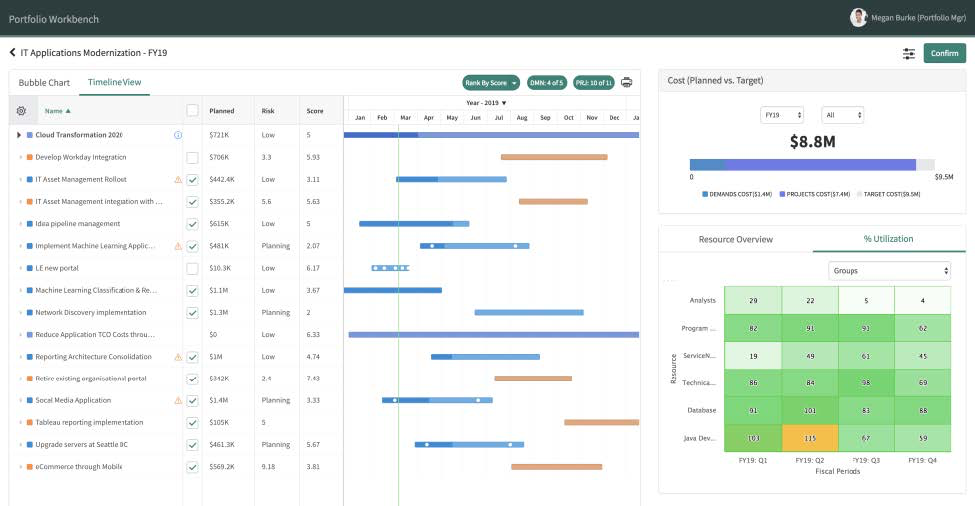 Portfolio Workbench
Megan Burke (Portfolio Mgr)
IT Applications Modernization - FY19
Confirm
Bubble Chart
TimelineView
Rank By Score
DMN: 4 of 5
PRJ: 10 of 11
Name
Planned
Risk
Score
Year - 2019
Jan Feb Mar Apr May Jun Jul Aug Sep Oct Nov Dec Ja
Cloud Transformation 2020 $721K Low 5
Develop Workday Integration $706K 3.3 5.93
IT Asset Management Rollout $442.4K Low 3.11
IT Asset Management integration with ... $355.2K 5.6 5.63
Idea pipeline management $615K Low 5
Implement Machine Learning Applic... $481K Planning 2.07
LE new portal $10.3K Low 6.17
Machine Learning Classification & Re... $1.1M Low 3.67
Network Discovery implementation $1.3M Planning 2
Reduce Application TCO Costs throu... $0 Low 6.33
Reporting Architecture Consolidation $1M Low 4.74
Retire existing organisational portal $342K 2.4 7.43
Socal Media Application $1.4M Planning 3.33
Tableau reporting implementation $105K 5
Upgrade servers at Seattle DC $461.3K Planning 5.67
eCommerce through Mobile $569.2K 9.18 3.81
Cost (Planned vs. Target)
FY19
All
$8.8M
0
$9.5M
DEMANDS COST($1.4M) PROJECTS COST($7.4M) TARGET COST($9.5M)
Resource Overview
% Utilization
Groups
Resource
Analysts 29 22 5 4
Program ... 82 91 91 62
ServiceN... 19 49 61 45
Technica... 86 84 98 69
Database 91 101 83 88
Java Dev... 103 115 67 59
FY19: Q1 FY19: Q2 FY19: Q3 FY19: Q4
Fiscal Periods